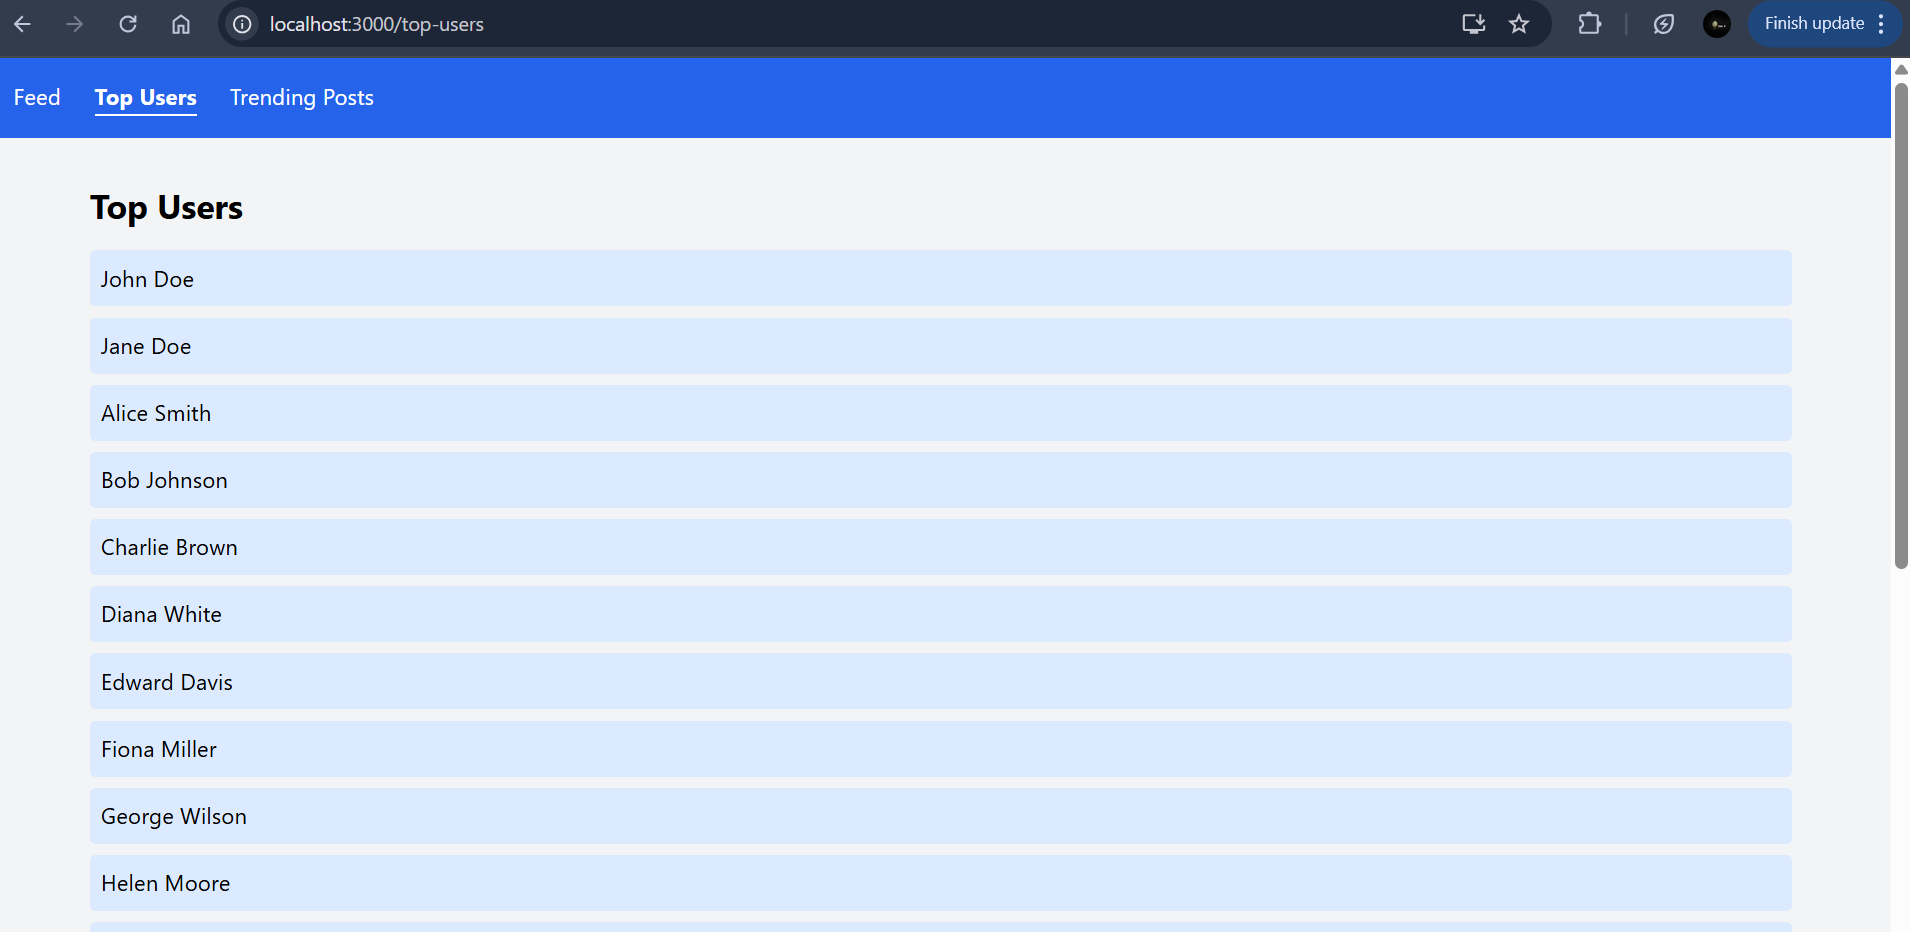 localhost:3000/top-users
Finish update
Feed Top Users Trending Posts
Top Users
John Doe
Jane Doe
Alice Smith
Bob Johnson
Charlie Brown
Diana White
Edward Davis
Fiona Miller
George Wilson
Helen Moore